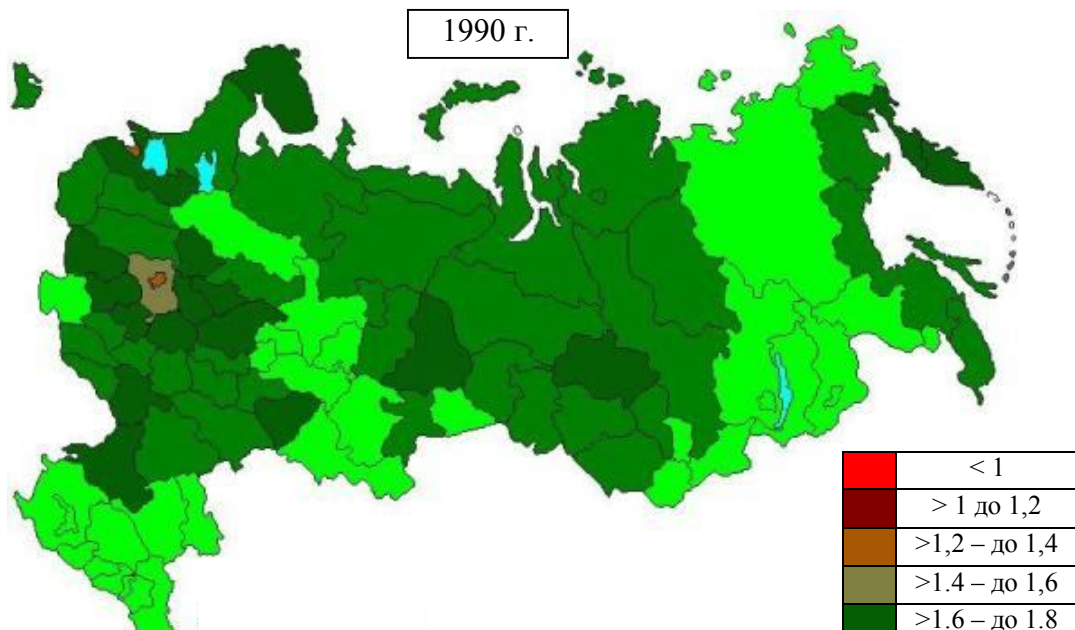 1990 г.
< 1
> 1 до 1,2
>1,2 – до 1,4
>1.4 – до 1,6
>1.6 – до 1.8